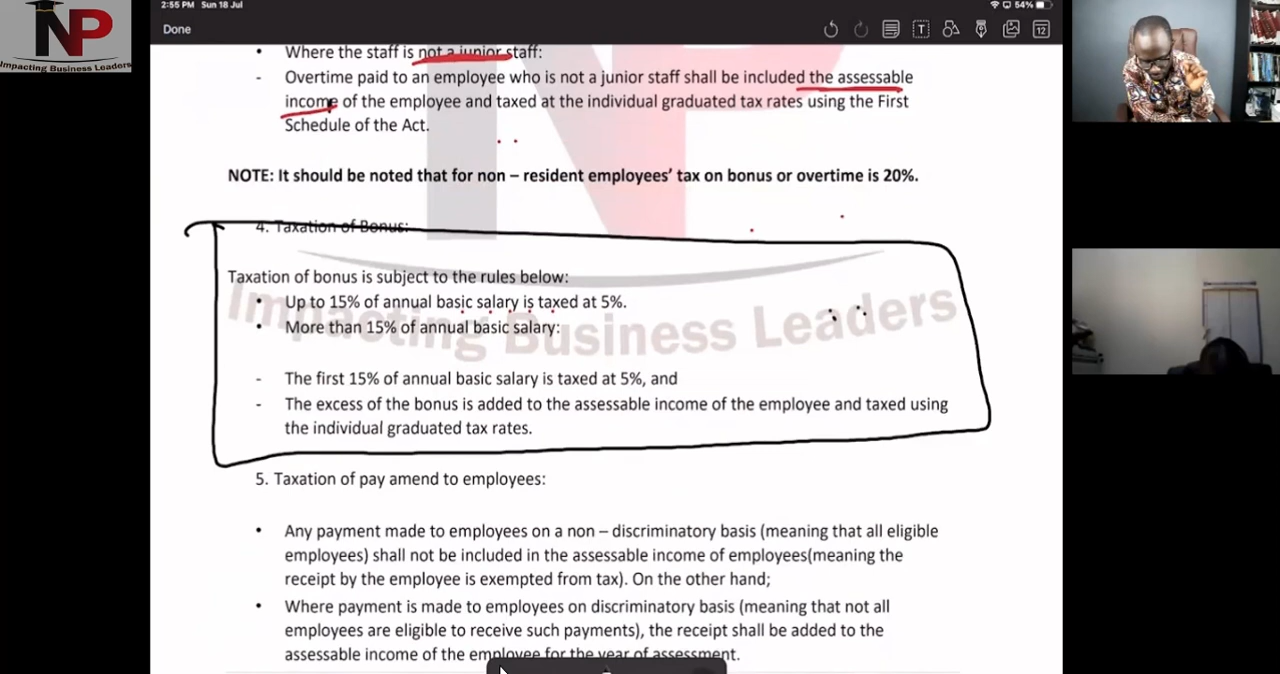 2:55 PM Sun 18 Jul
54%
Done
T
12
NP
Impacting Business Leaders
• Where the staff is not a junior staff:
- Overtime paid to an employee who is not a junior staff shall be included the assessable
income of the employee and taxed at the individual graduated tax rates using the First
Schedule of the Act.
NOTE: It should be noted that for non – resident employees' tax on bonus or overtime is 20%.
4. Taxation of Bonus:
Taxation of bonus is subject to the rules below:
• Up to 15% of annual basic salary is taxed at 5%.
• More than 15% of annual basic salary:
Impacting Business Leaders
- The first 15% of annual basic salary is taxed at 5%, and
- The excess of the bonus is added to the assessable income of the employee and taxed using
the individual graduated tax rates.
5. Taxation of pay amend to employees:
• Any payment made to employees on a non – discriminatory basis (meaning that all eligible
employees) shall not be included in the assessable income of employees(meaning the
receipt by the employee is exempted from tax). On the other hand;
• Where payment is made to employees on discriminatory basis (meaning that not all
employees are eligible to receive such payments), the receipt shall be added to the
assessable income of the employee for the year of assessment.